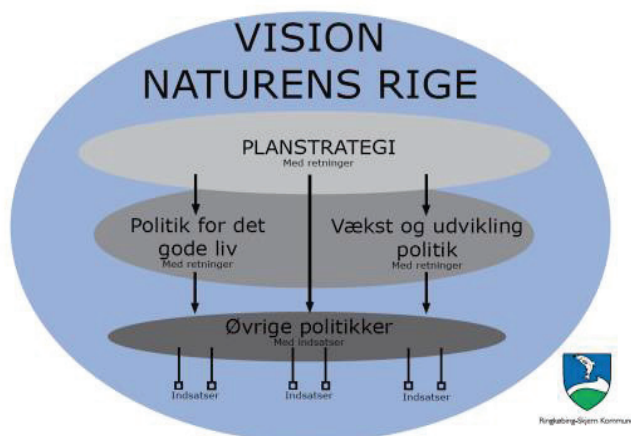 VISION
NATURENS RIGE
PLANSTRATEGI
Med retninger
Politik for det
gode liv
Med retninger
Vækst og udvikling
politik
Med retninger
Øvrige politikker
Med indsatser
Indsatser
Indsatser
Indsatser
Ringkøbing-Skjern Kommune